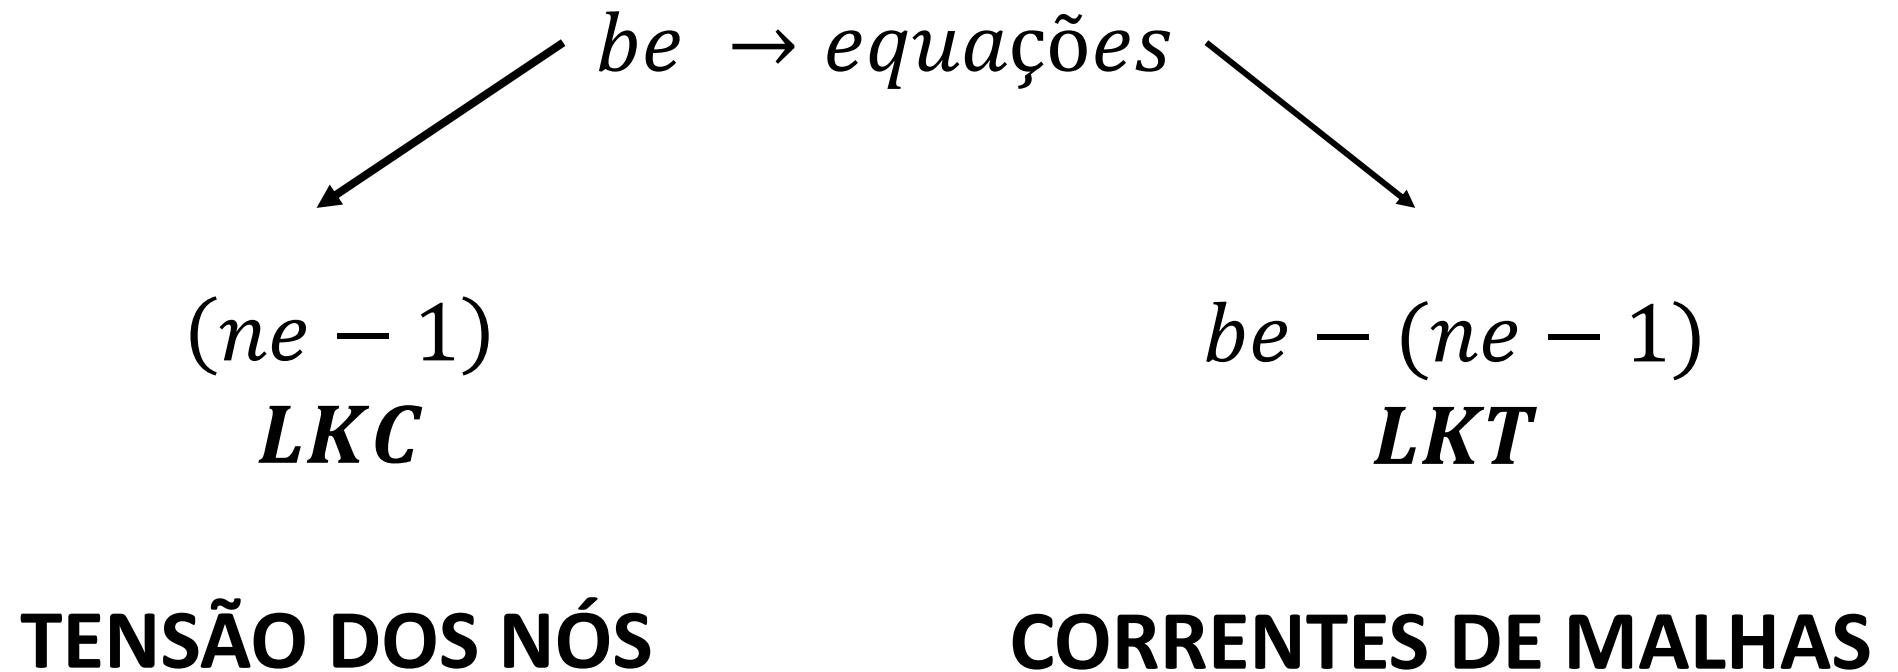 be → equações
(ne − 1)
LKC
TENSÃO DOS NÓS
be − (ne − 1)
LKT
CORRENTES DE MALHAS